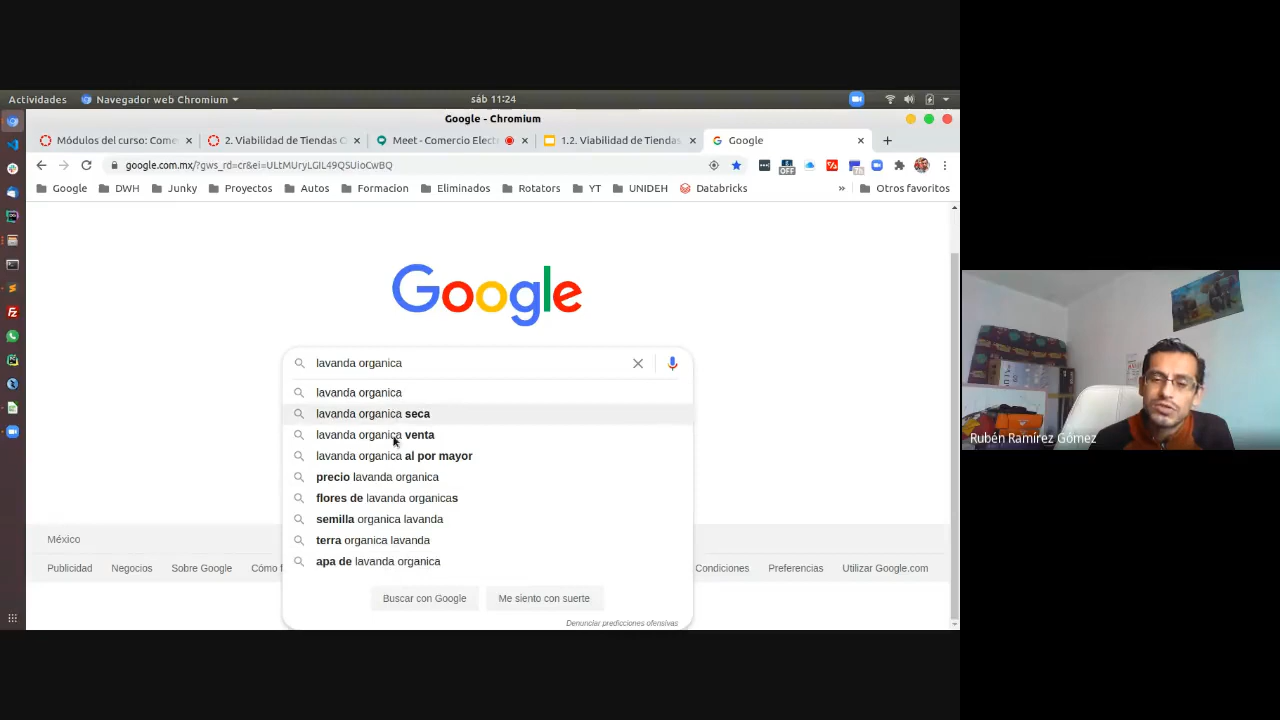 Actividades
Navegador web Chromium
sáb 11:24
Google - Chromium
Módulos del curso: Come
2. Viabilidad de Tiendas O
Meet - Comercio Electr
1.2. Viabilidad de Tiendas
Google
google.com.mx/?gws_rd=cr&ei=ULtMUryLGIL49QSUioCwBQ
Google
DWH
Junky
Proyectos
Autos
Formacion
Eliminados
Rotators
YT
UNIDEH
Databricks
»
Otros favoritos
OFF
Google
lavanda organica
lavanda organica
lavanda organica seca
lavanda organica venta
lavanda organica al por mayor
precio lavanda organica
flores de lavanda organicas
semilla organica lavanda
terra organica lavanda
apa de lavanda organica
Buscar con Google
Me siento con suerte
Denunciar predicciones ofensivas
México
Publicidad
Negocios
Sobre Google
Cómo f
Condiciones
Preferencias
Utilizar Google.com
Rubén Ramírez Gómez